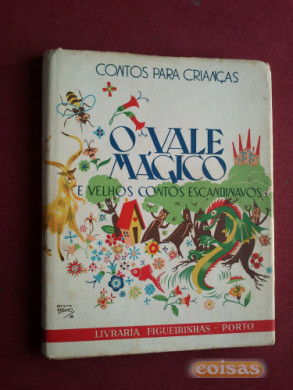 CONTOS PARA CRIANÇAS
O VALE
MÁGICO
E VELHOS CONTOS ESCANDINAVOS
LIVRARIA FIGUEIRINHAS - PORTO
coisas